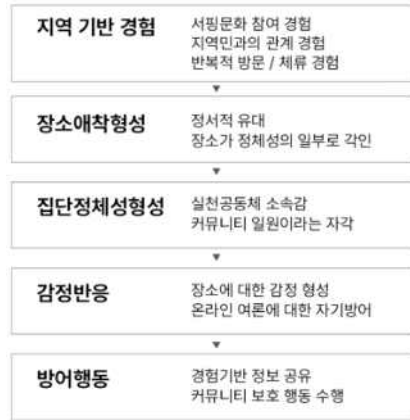 지역 기반 경험
서핑문화 참여 경험
지역민과의 관계 경험
반복적 방문 / 체류 경험
장소애착형성
정서적 유대
장소가 정체성의 일부로 각인
집단정체성형성
실천공동체 소속감
커뮤니티 일원이라는 자각
감정반응
장소에 대한 감정 형성
온라인 여론에 대한 자기방어
방어행동
경험기반 정보 공유
커뮤니티 보호 행동 수행